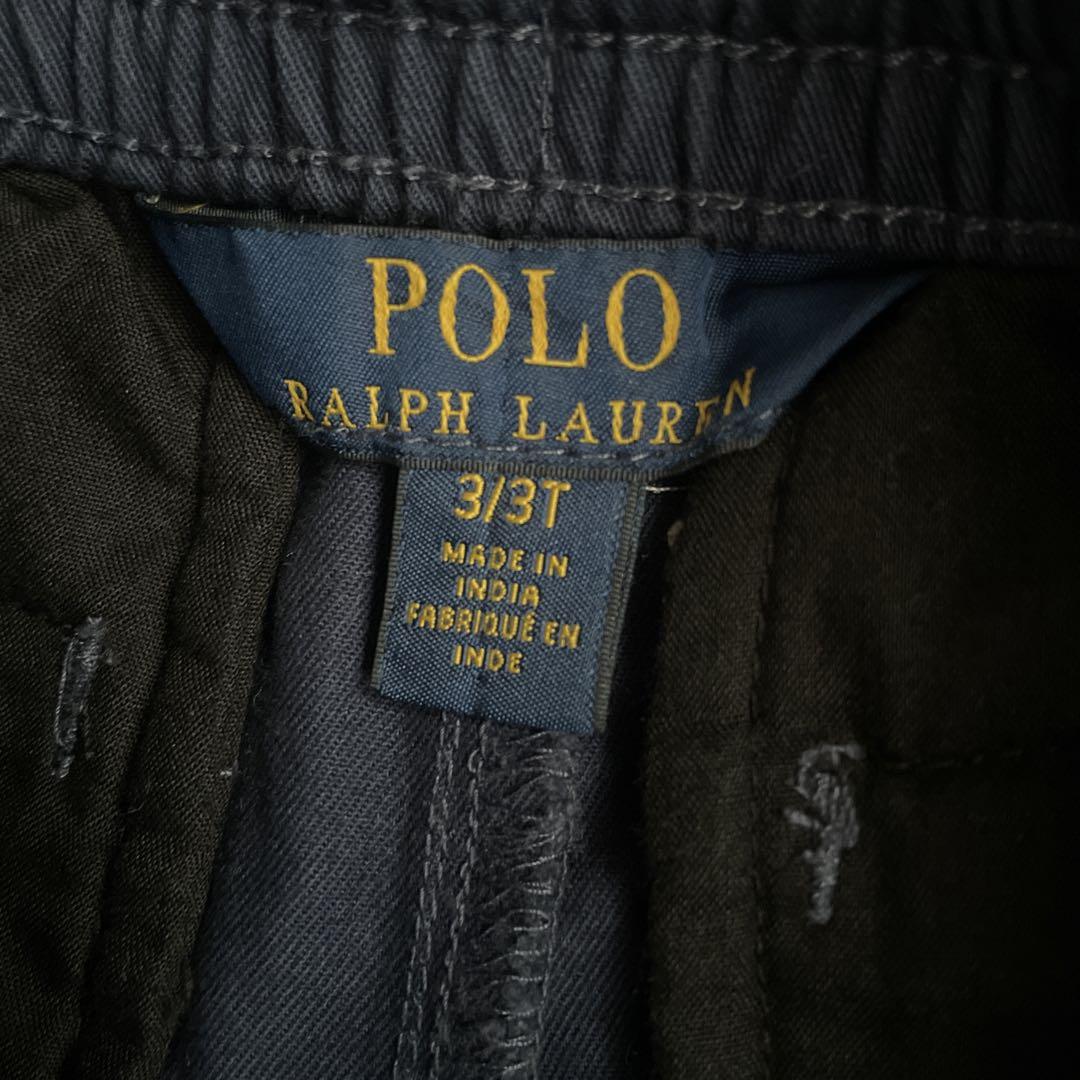 POLO
RALPH LAUREN
3/3T
MADE IN
INDIA
FABRIQUÉ EN
INDE